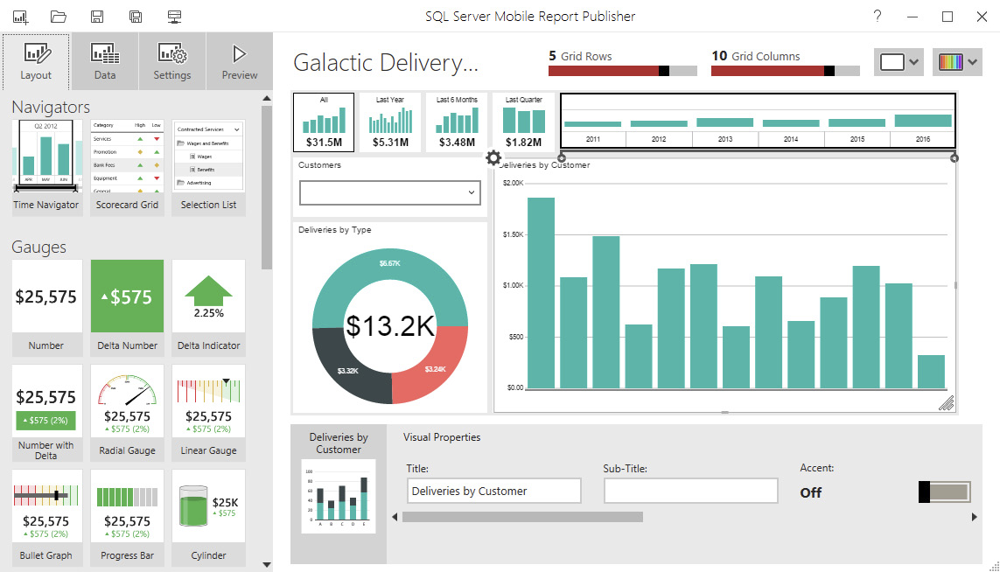 SQL Server Mobile Report Publisher
?
Layout
Data
Settings
Preview
Galactic Delivery...
5 Grid Rows
10 Grid Columns
Navigators
Q2 2012
APR MAY JUN
Time Navigator
Category High Low
Services
Promotion
Bank Fees
Equipment
General
Scorecard Grid
Contracted Services
Wages and Benefits
Wages
Benefits
Advertising
Selection List
Gauges
$25,575
Number
$575
Delta Number
2.25%
Delta Indicator
$25,575
$575 (2%)
Number with
Delta
$25,575
$575 (2%)
Radial Gauge
$25,575
$575 (2%)
Linear Gauge
$25,575
$575 (2%)
Bullet Graph
$25,575
$575 (2%)
Progress Bar
$25K
$575
Cylinder
All
$31.5M
Last Year
$5.31M
Last 6 Months
$3.48M
Last Quarter
$1.82M
2011 2012 2013 2014 2015 2016
Customers
Deliveries by Type
$6.67K
$13.2K
$3.32K
$3.24K
Deliveries by Customer
$2.00K
$1.50K
$1.00K
$500
$0.00
Deliveries by
Customer
100
80
60
40
20
0
A B C D E
Visual Properties
Title:
Deliveries by Customer
Sub-Title:
Accent:
Off